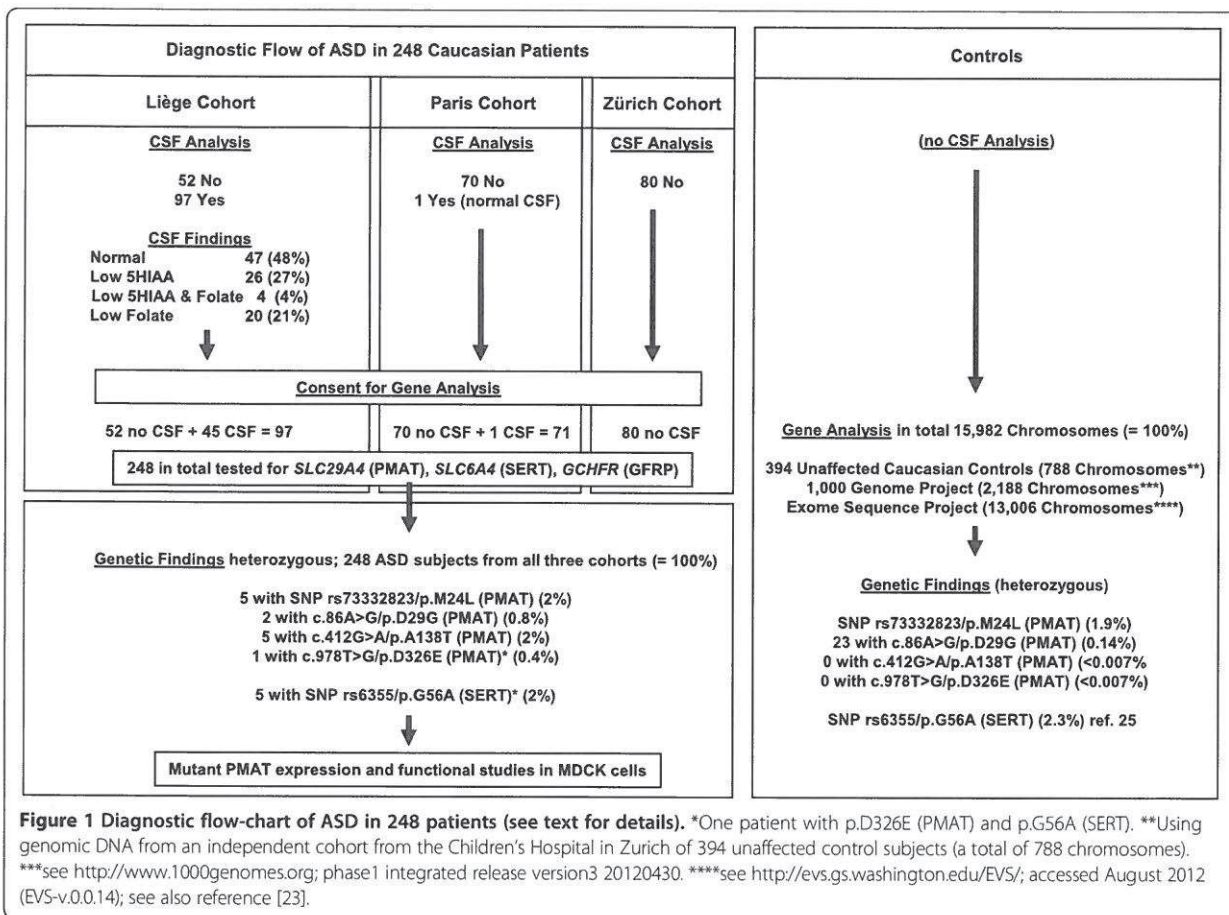 Diagnostic Flow of ASD in 248 Caucasian Patients
Liège Cohort
CSF Analysis
52 No
97 Yes
CSF Findings
Normal 47 (48%)
Low 5HIAA 26 (27%)
Low 5HIAA & Folate 4 (4%)
Low Folate 20 (21%)
Paris Cohort
CSF Analysis
70 No
1 Yes (normal CSF)
Zürich Cohort
CSF Analysis
80 No
Consent for Gene Analysis
52 no CSF + 45 CSF = 97
70 no CSF + 1 CSF = 71
80 no CSF
248 in total tested for SLC29A4 (PMAT), SLC6A4 (SERT), GCHFR (GFRP)
Genetic Findings heterozygous; 248 ASD subjects from all three cohorts (= 100%)
5 with SNP rs73332823/p.M24L (PMAT) (2%)
2 with c.86A>G/p.D29G (PMAT) (0.8%)
5 with c.412G>A/p.A138T (PMAT) (2%)
1 with c.978T>G/p.D326E (PMAT)* (0.4%)
5 with SNP rs6355/p.G56A (SERT)* (2%)
Mutant PMAT expression and functional studies in MDCK cells
Controls
(no CSF Analysis)
Gene Analysis in total 15,982 Chromosomes (= 100%)
394 Unaffected Caucasian Controls (788 Chromosomes**)
1,000 Genome Project (2,188 Chromosomes***)
Exome Sequence Project (13,006 Chromosomes****)
Genetic Findings (heterozygous)
SNP rs73332823/p.M24L (PMAT) (1.9%)
23 with c.86A>G/p.D29G (PMAT) (0.14%)
0 with c.412G>A/p.A138T (PMAT) (<0.007%
0 with c.978T>G/p.D326E (PMAT) (<0.007%)
SNP rs6355/p.G56A (SERT) (2.3%) ref. 25
Figure 1 Diagnostic flow-chart of ASD in 248 patients (see text for details). *One patient with p.D326E (PMAT) and p.G56A (SERT). **Using
genomic DNA from an independent cohort from the Children's Hospital in Zurich of 394 unaffected control subjects (a total of 788 chromosomes).
***see http://www.1000genomes.org; phase1 integrated release version3 20120430. ****see http://evs.gs.washington.edu/EVS/; accessed August 2012
(EVS-v.0.0.14); see also reference [23].